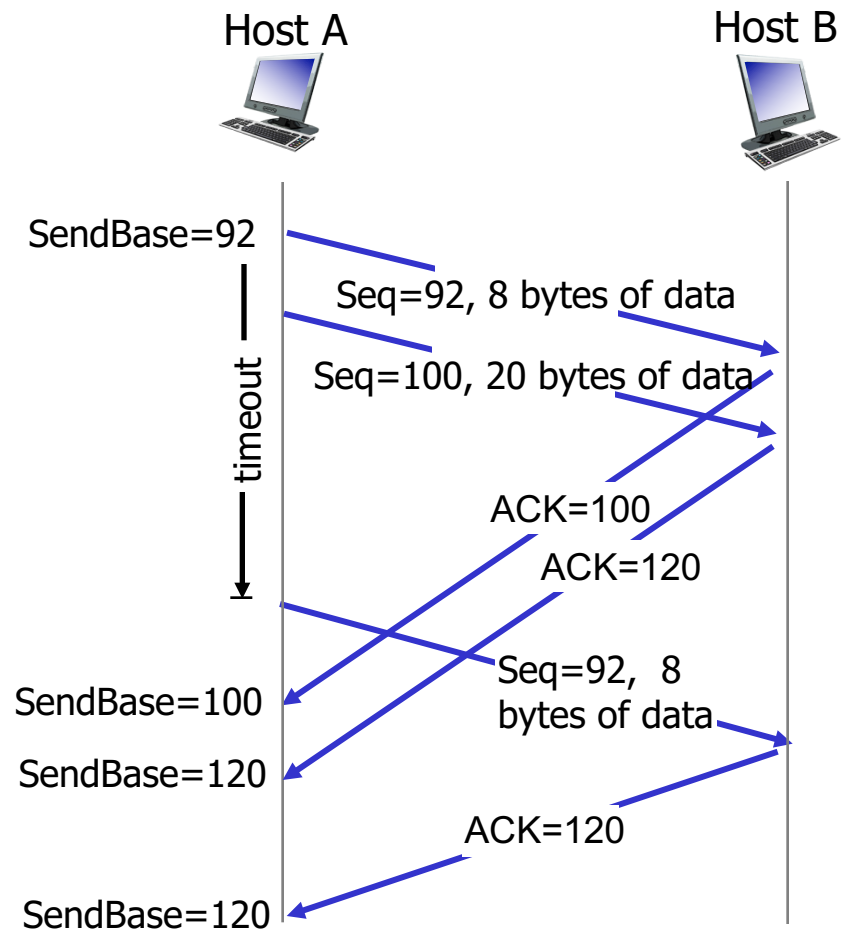 Host A
Host B
SendBase=92
Seq=92, 8 bytes of data
Seq=100, 20 bytes of data
timeout
ACK=100
ACK=120
Seq=92, 8
bytes of data
SendBase=100
SendBase=120
ACK=120
SendBase=120